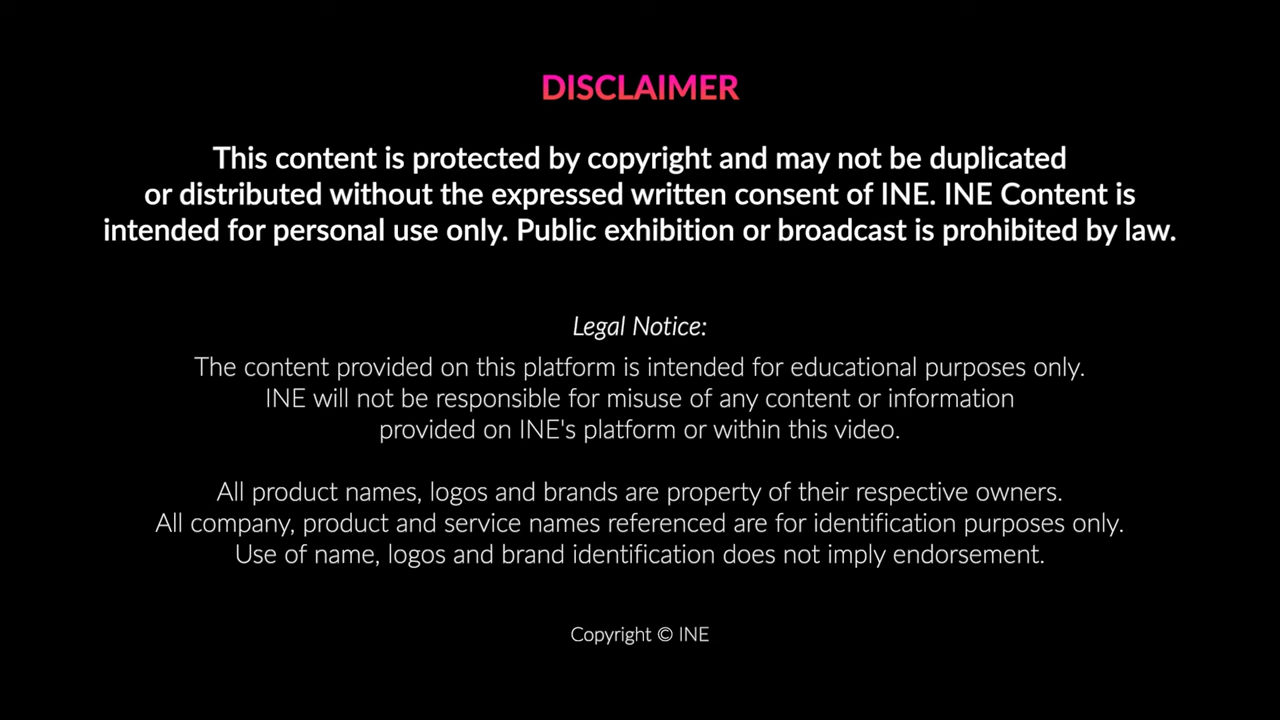 DISCLAIMER
This content is protected by copyright and may not be duplicated
or distributed without the expressed written consent of INE. INE Content is
intended for personal use only. Public exhibition or broadcast is prohibited by law.
Legal Notice:
The content provided on this platform is intended for educational purposes only.
INE will not be responsible for misuse of any content or information
provided on INE's platform or within this video.
All product names, logos and brands are property of their respective owners.
All company, product and service names referenced are for identification purposes only.
Use of name, logos and brand identification does not imply endorsement.
Copyright © INE